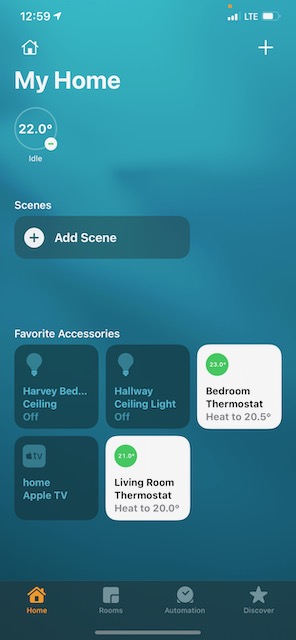 12:59 LTE
My Home
22.0°
Idle
Scenes
Add Scene
Favorite Accessories
Harvey Bed...
Ceiling
Off
Hallway
Ceiling Light
Off
23.0°
Bedroom
Thermostat
Heat to 20.5°
tv
home
Apple TV
21.0°
Living Room
Thermostat
Heat to 20.0°
Home Rooms Automation Discover